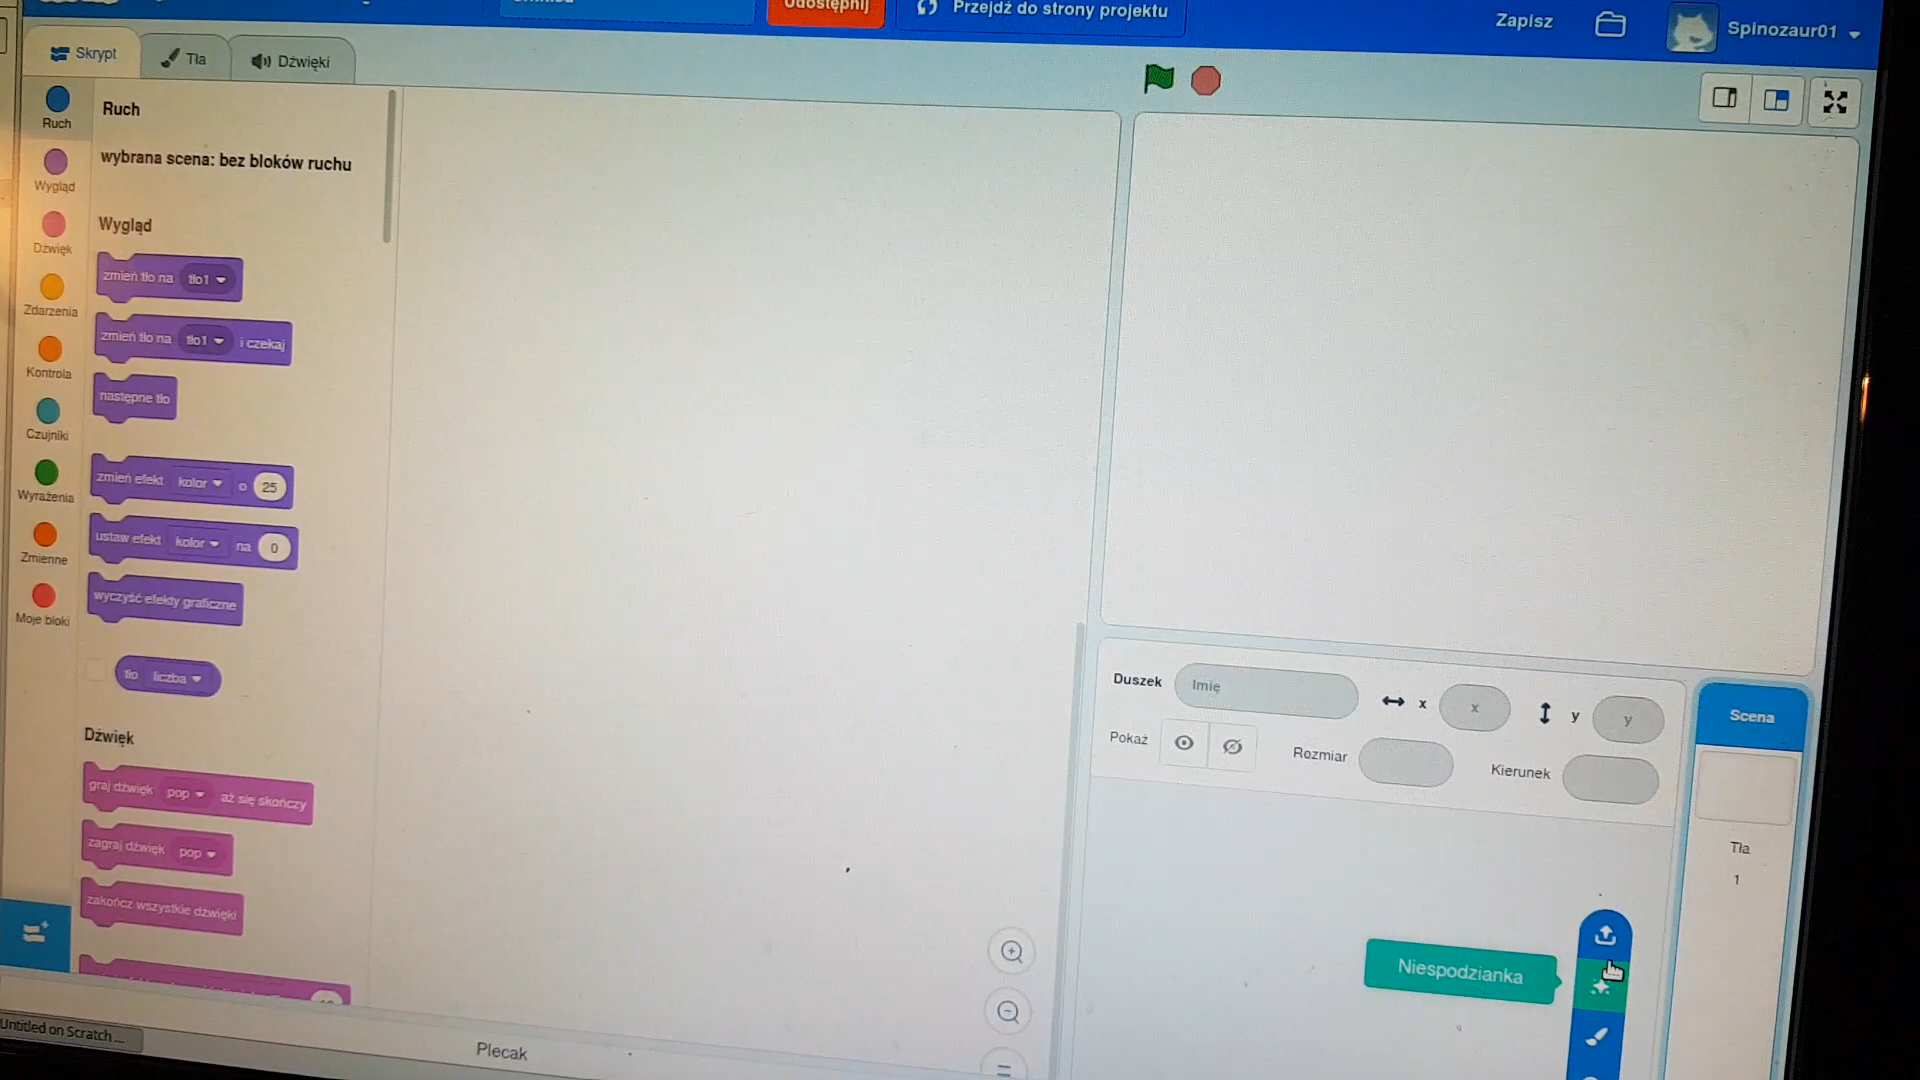 Udostępnij
Przejdź do strony projektu
Zapisz
Spinozaur01
Skrypt
Tła
Dźwięki
Ruch
Wygląd
Dźwięk
Zdarzenia
Kontrola
Czujniki
Wyrażenia
Zmienne
Moje bloki
Ruch
wybrana scena: bez bloków ruchu
Wygląd
zmień tło na tło1
zmień tło na tło1 i czekaj
następne tło
zmień efekt kolor o 25
ustaw efekt kolor na 0
wyczyść efekty graficzne
tło liczba
Dźwięk
graj dźwięk pop aż się skończy
zagraj dźwięk pop
zakończ wszystkie dźwięki
Duszek Imię x x y y
Pokaż Rozmiar Kierunek
Scena
Tła
1
Niespodzianka
Plecak
Untitled on Scratch ...